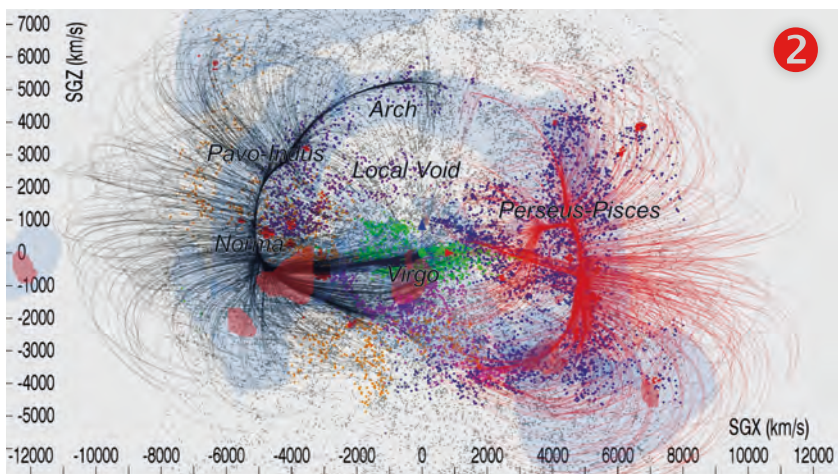 7000
6000
5000
4000
3000
2000
1000
0
-1000
-2000
-3000
-4000
-5000
SGZ (km/s)
2
Arch
Pavo-Indus
Local Void
Perseus-Pisces
Norma
Virgo
SGX (km/s)
-12000 -10000 -8000 -6000 -4000 -2000 0 2000 4000 6000 8000 10000 12000